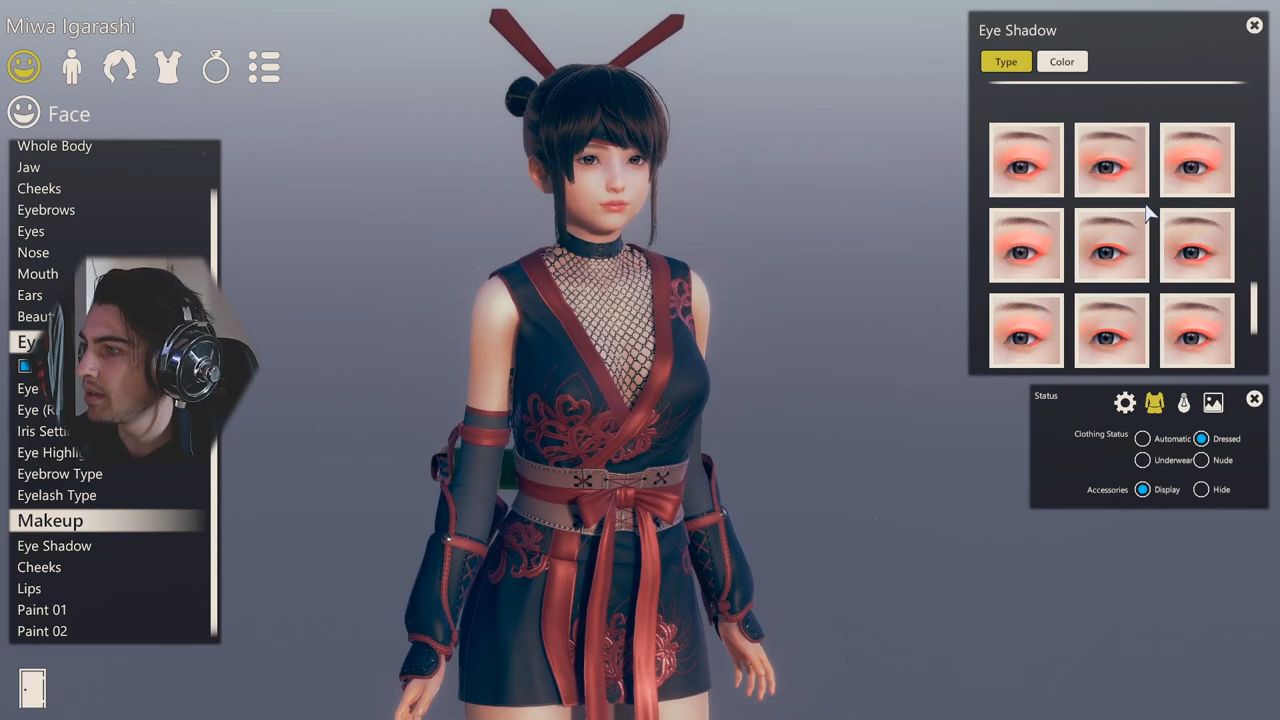 Miwa Igarashi
Face
Whole Body
Jaw
Cheeks
Eyebrows
Eyes
Nose
Mouth
Ears
Eye
Iris
Eyebrow Type
Eyelash Type
Makeup
Eye Shadow
Cheeks
Lips
Paint 01
Paint 02
Eye Shadow
Type Color
Status
Clothing Status Automatic Dressed
Underwear Nude
Accessories Display Hide